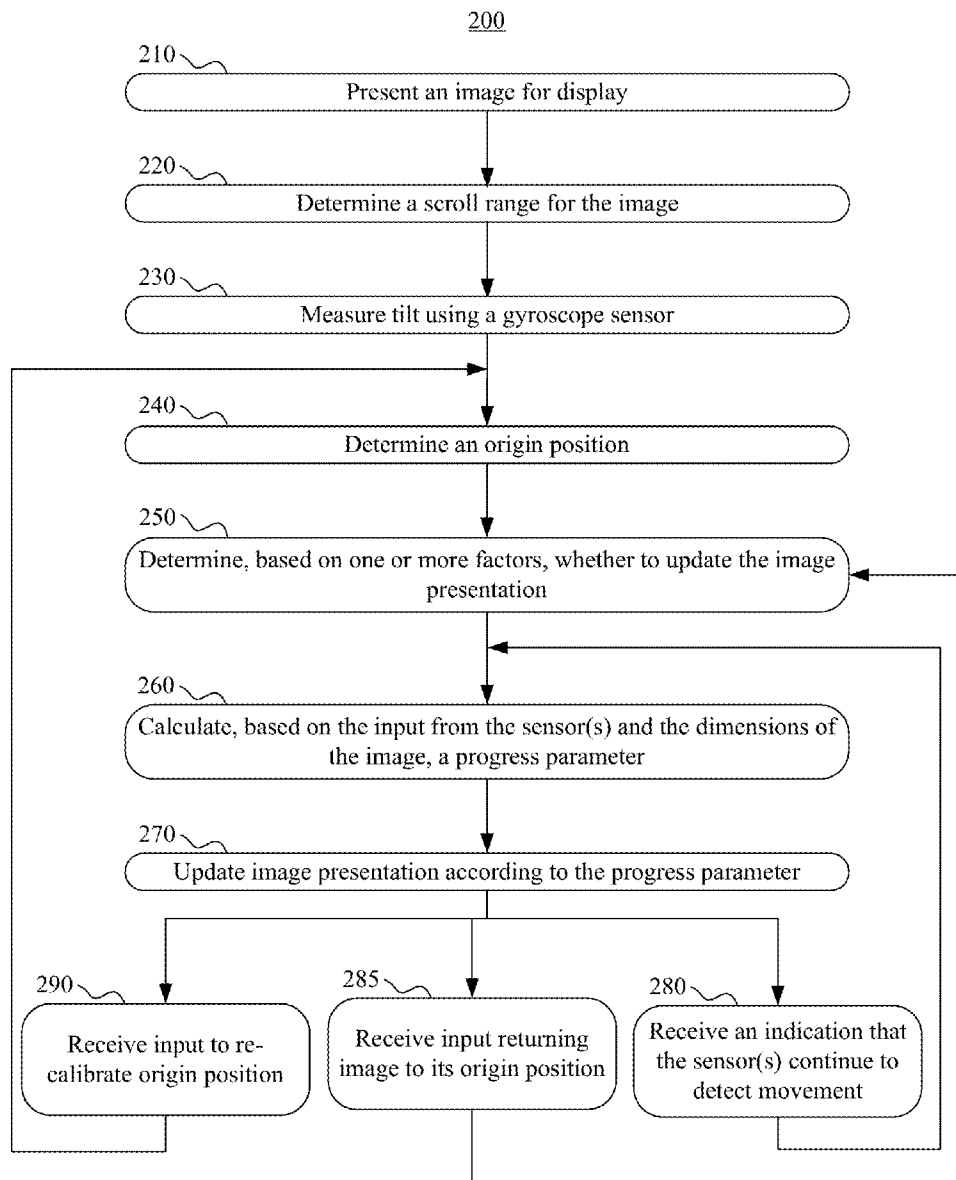 200
210
Present an image for display
220
Determine a scroll range for the image
230
Measure tilt using a gyroscope sensor
240
Determine an origin position
250
Determine, based on one or more factors, whether to update the image
presentation
260
Calculate, based on the input from the sensor(s) and the dimensions of
the image, a progress parameter
270
Update image presentation according to the progress parameter
290
Receive input to re-
calibrate origin position
285
Receive input returning
image to its origin position
280
Receive an indication that
the sensor(s) continue to
detect movement